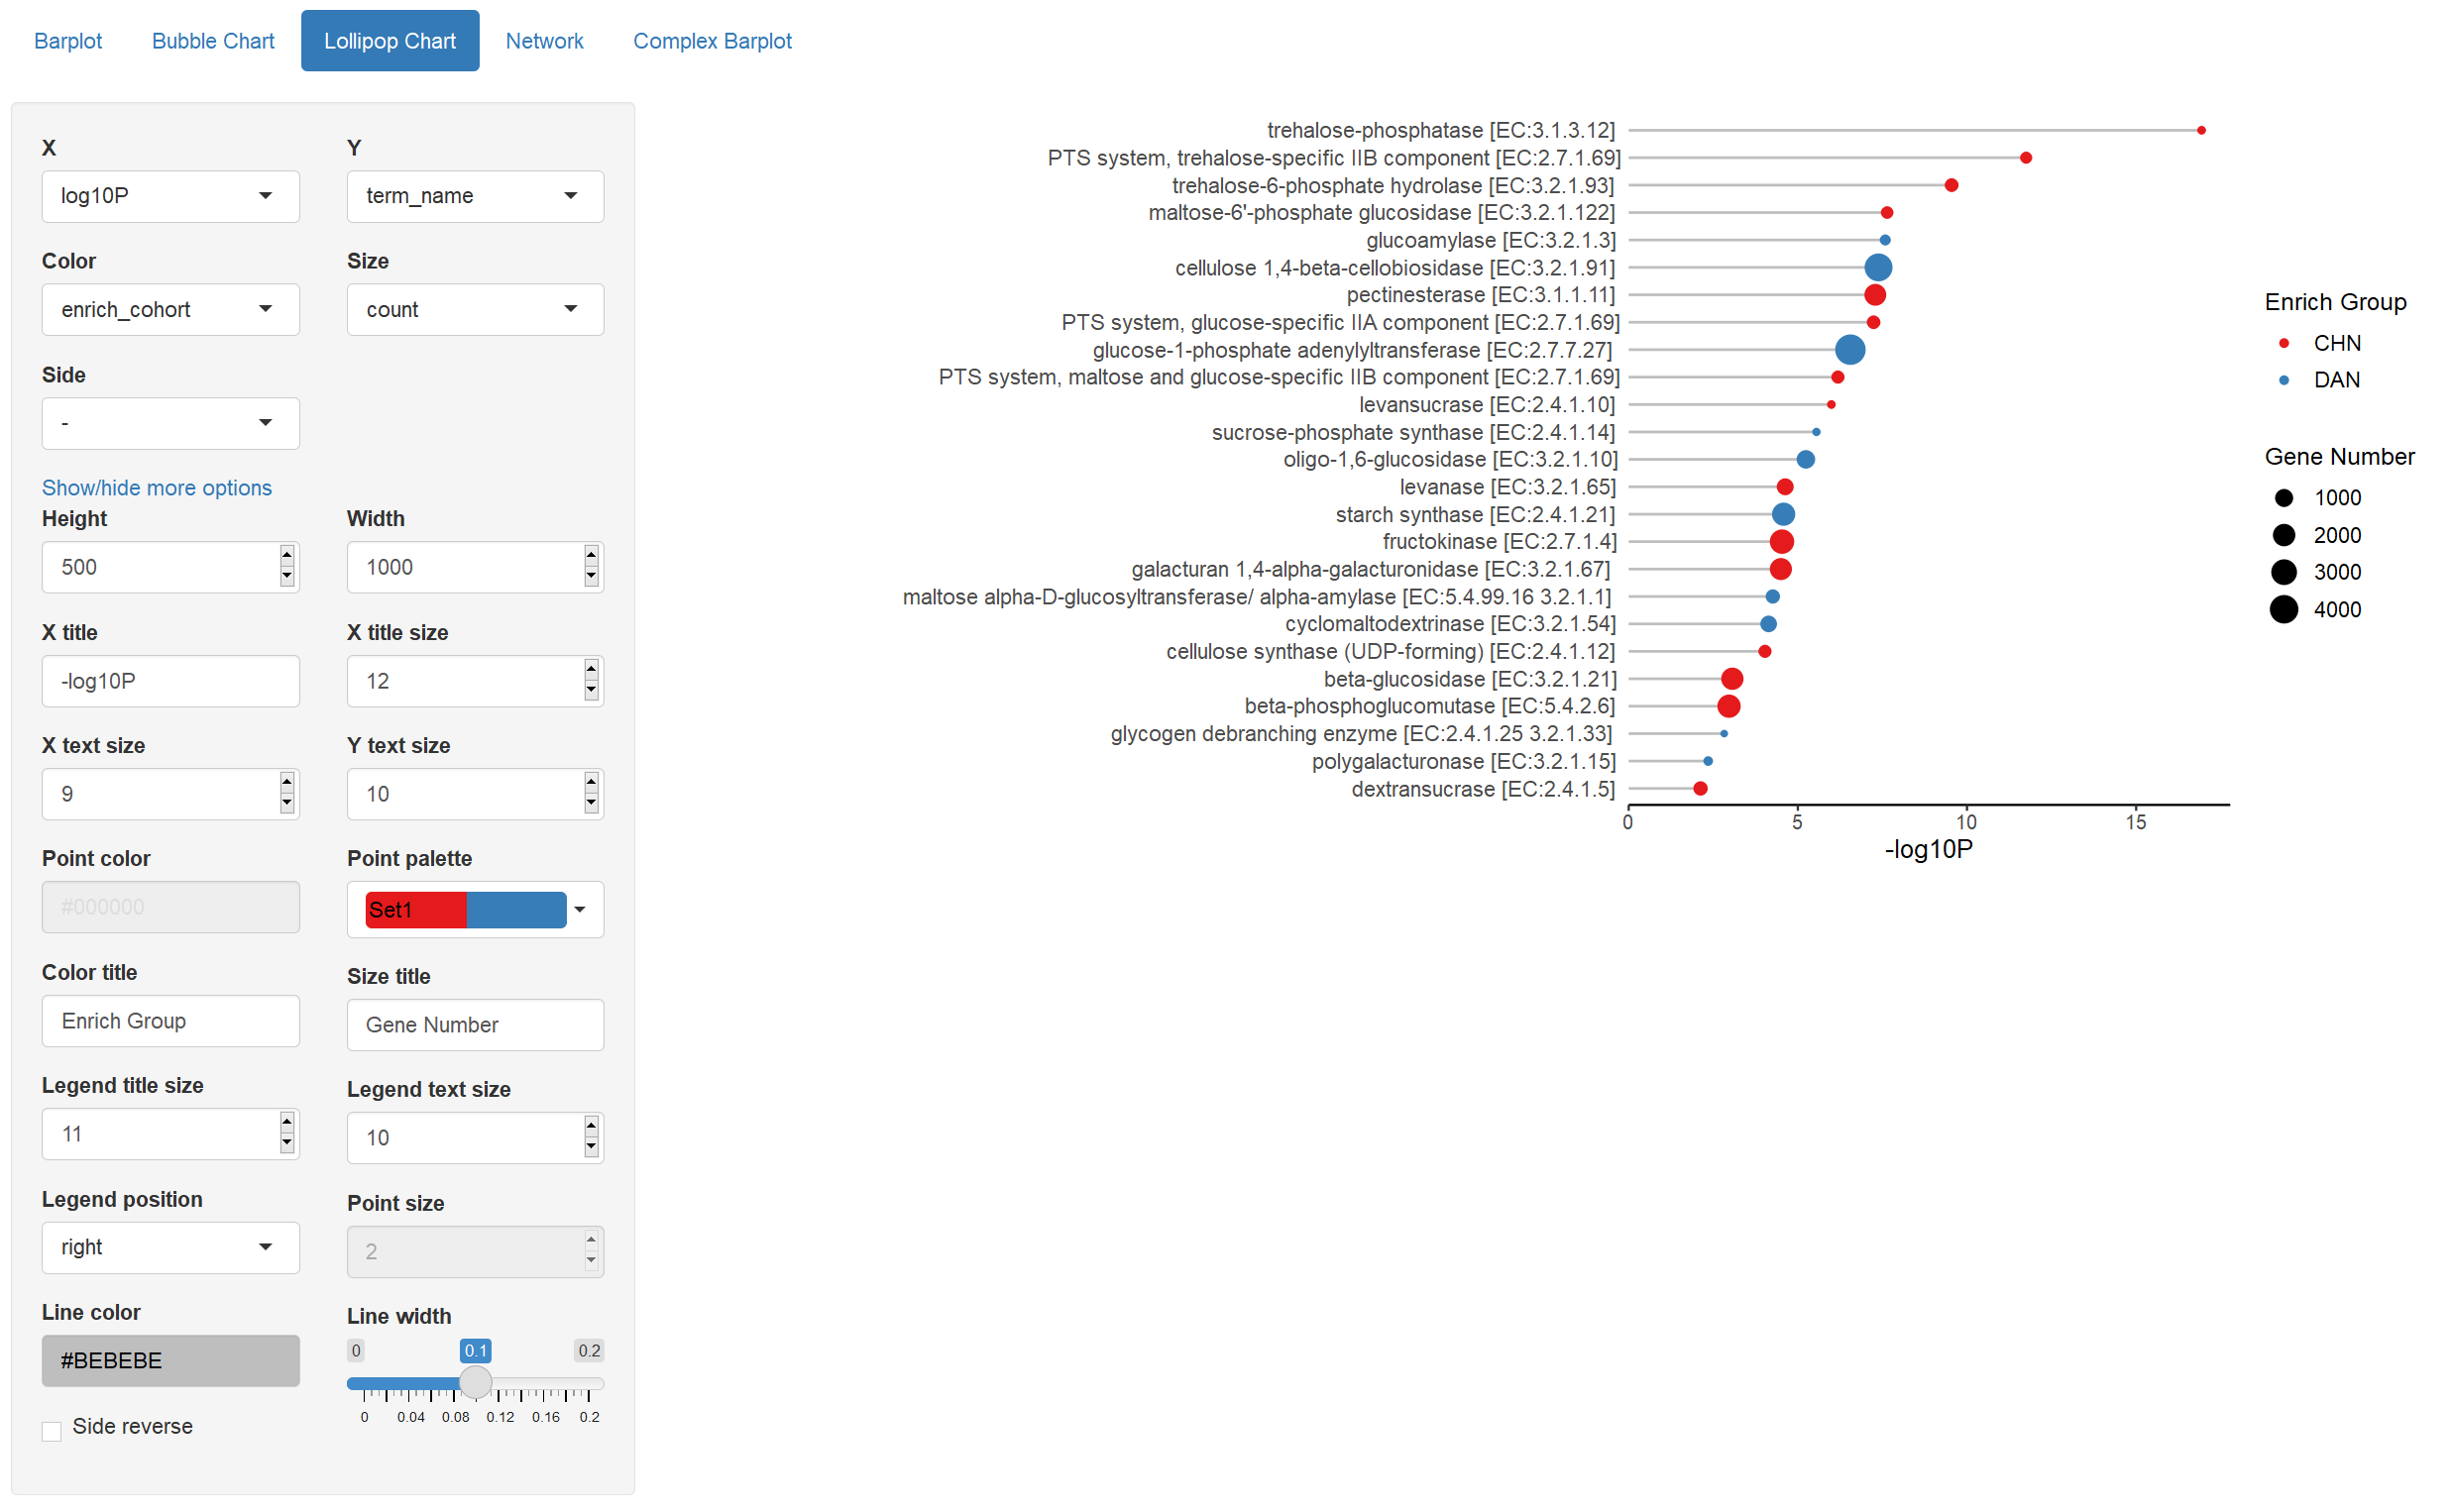 Barplot Bubble Chart Lollipop Chart Network Complex Barplot
X Y
log10P term_name
Color Size
enrich_cohort count
Side
-
Show/hide more options
Height Width
500 1000
X title X title size
-log10P 12
X text size Y text size
9 10
Point color Point palette
#000000 Set1
Color title Size title
Enrich Group Gene Number
Legend title size Legend text size
11 10
Legend position Point size
right 2
Line color Line width
#BEBEBE 0 0.1 0.2
0 0.04 0.08 0.12 0.16 0.2
Side reverse
trehalose-phosphatase [EC:3.1.3.12]
PTS system, trehalose-specific IIB component [EC:2.7.1.69]
trehalose-6-phosphate hydrolase [EC:3.2.1.93]
maltose-6'-phosphate glucosidase [EC:3.2.1.122]
glucoamylase [EC:3.2.1.3]
cellulose 1,4-beta-cellobiosidase [EC:3.2.1.91]
pectinesterase [EC:3.1.1.11]
PTS system, glucose-specific IIA component [EC:2.7.1.69]
glucose-1-phosphate adenylyltransferase [EC:2.7.7.27]
PTS system, maltose and glucose-specific IIB component [EC:2.7.1.69]
levansucrase [EC:2.4.1.10]
sucrose-phosphate synthase [EC:2.4.1.14]
oligo-1,6-glucosidase [EC:3.2.1.10]
levanase [EC:3.2.1.65]
starch synthase [EC:2.4.1.21]
fructokinase [EC:2.7.1.4]
galacturan 1,4-alpha-galacturonidase [EC:3.2.1.67]
maltose alpha-D-glucosyltransferase/ alpha-amylase [EC:5.4.99.16 3.2.1.1]
cyclomaltodextrinase [EC:3.2.1.54]
cellulose synthase (UDP-forming) [EC:2.4.1.12]
beta-glucosidase [EC:3.2.1.21]
beta-phosphoglucomutase [EC:5.4.2.6]
glycogen debranching enzyme [EC:2.4.1.25 3.2.1.33]
polygalacturonase [EC:3.2.1.15]
dextransucrase [EC:2.4.1.5]
0 5 10 15
-log10P
Enrich Group
CHN
DAN
Gene Number
1000
2000
3000
4000